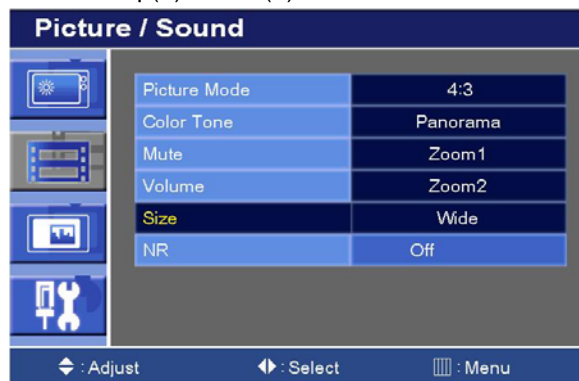 Picture / Sound
Picture Mode 4:3
Color Tone Panorama
Mute Zoom1
Volume Zoom2
Size Wide
NR Off
: Adjust : Select : Menu